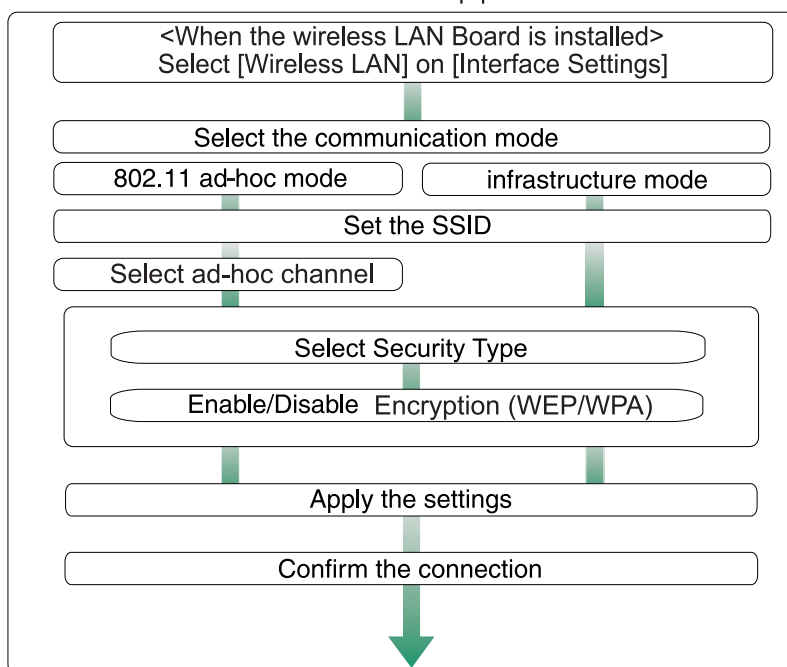 <When the wireless LAN Board is installed>
Select [Wireless LAN] on [Interface Settings]
Select the communication mode
802.11 ad-hoc mode
infrastructure mode
Set the SSID
Select ad-hoc channel
Select Security Type
Enable/Disable Encryption (WEP/WPA)
Apply the settings
Confirm the connection